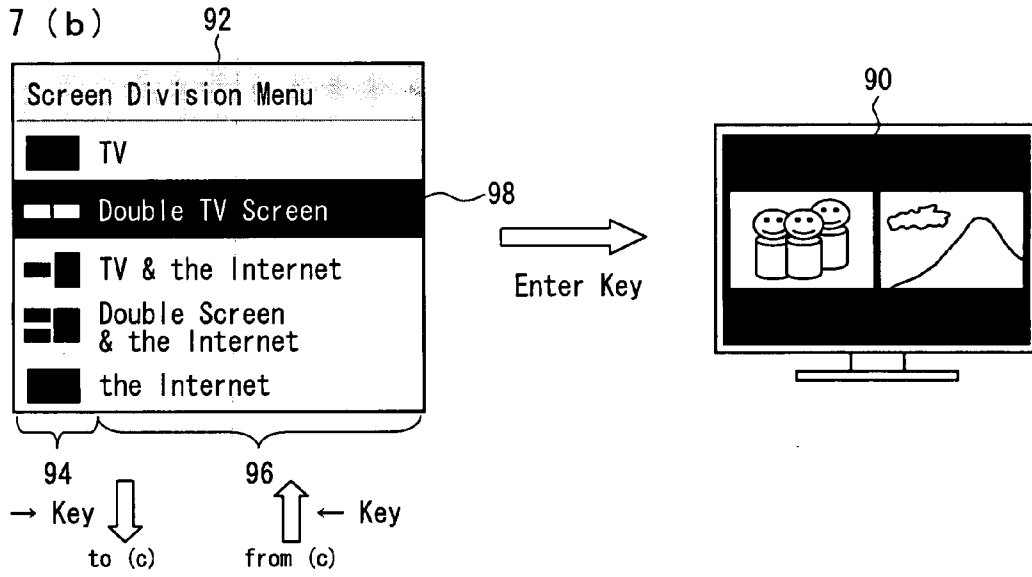 7 (b)
92
Screen Division Menu
TV
Double TV Screen
TV & the Internet
Double Screen
& the Internet
the Internet
98
Enter Key
90
94
96
→ Key
← Key
to (c)
from (c)